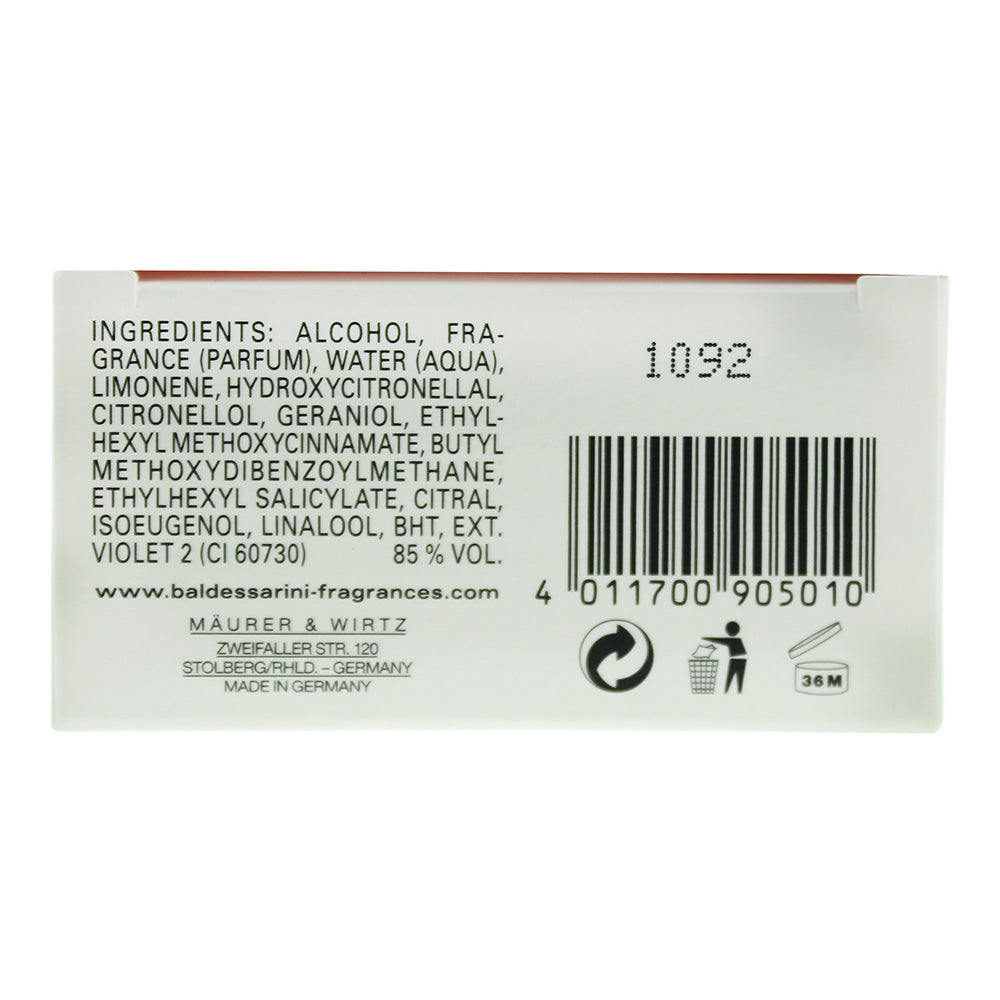 INGREDIENTS: ALCOHOL, FRA-
GRANCE (PARFUM), WATER (AQUA),
LIMONENE, HYDROXYCITRONELLAL,
CITRONELLOL, GERANIOL, ETHYL-
HEXYL METHOXYCINNAMATE, BUTYL
METHOXYDIBENZOYLMETHANE,
ETHYLHEXYL SALICYLATE, CITRAL,
ISOEUGENOL, LINALOOL, BHT, EXT.
VIOLET 2 (CI 60730) 85 % VOL.
www.baldessarini-fragrances.com
MÄURER & WIRTZ
ZWEIFALLER STR. 120
STOLBERG/RHLD. – GERMANY
MADE IN GERMANY
1092
4 011700 905010
36 M